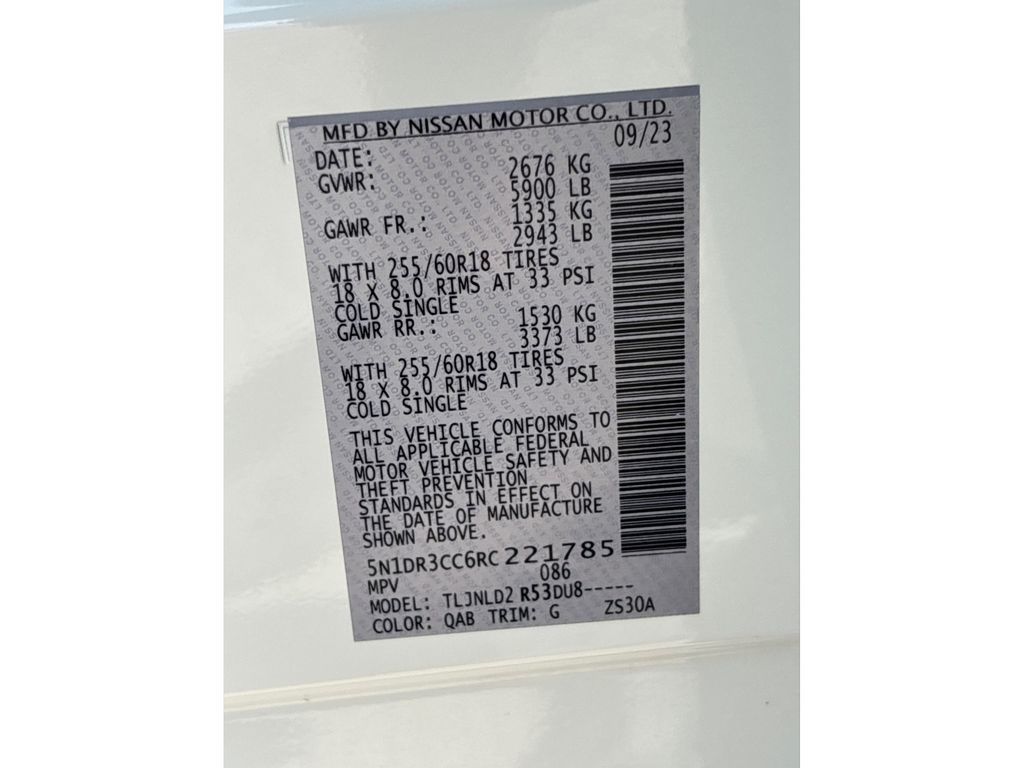 MFD BY NISSAN MOTOR CO., LTD.
DATE: 09/23
GVWR: 2676 KG
5900 LB
GAWR FR.: 1335 KG
2943 LB
WITH 255/60R18 TIRES
18 X 8.0 RIMS AT 33 PSI
COLD SINGLE
GAWR RR.: 1530 KG
3373 LB
WITH 255/60R18 TIRES
18 X 8.0 RIMS AT 33 PSI
COLD SINGLE
THIS VEHICLE CONFORMS TO
ALL APPLICABLE FEDERAL
MOTOR VEHICLE SAFETY AND
THEFT PREVENTION
STANDARDS IN EFFECT ON
THE DATE OF MANUFACTURE
SHOWN ABOVE.
5N1DR3CC6RC221785
MPV 086
MODEL: TLJNLD2 R53DU8-----
COLOR: QAB TRIM: G ZS30A